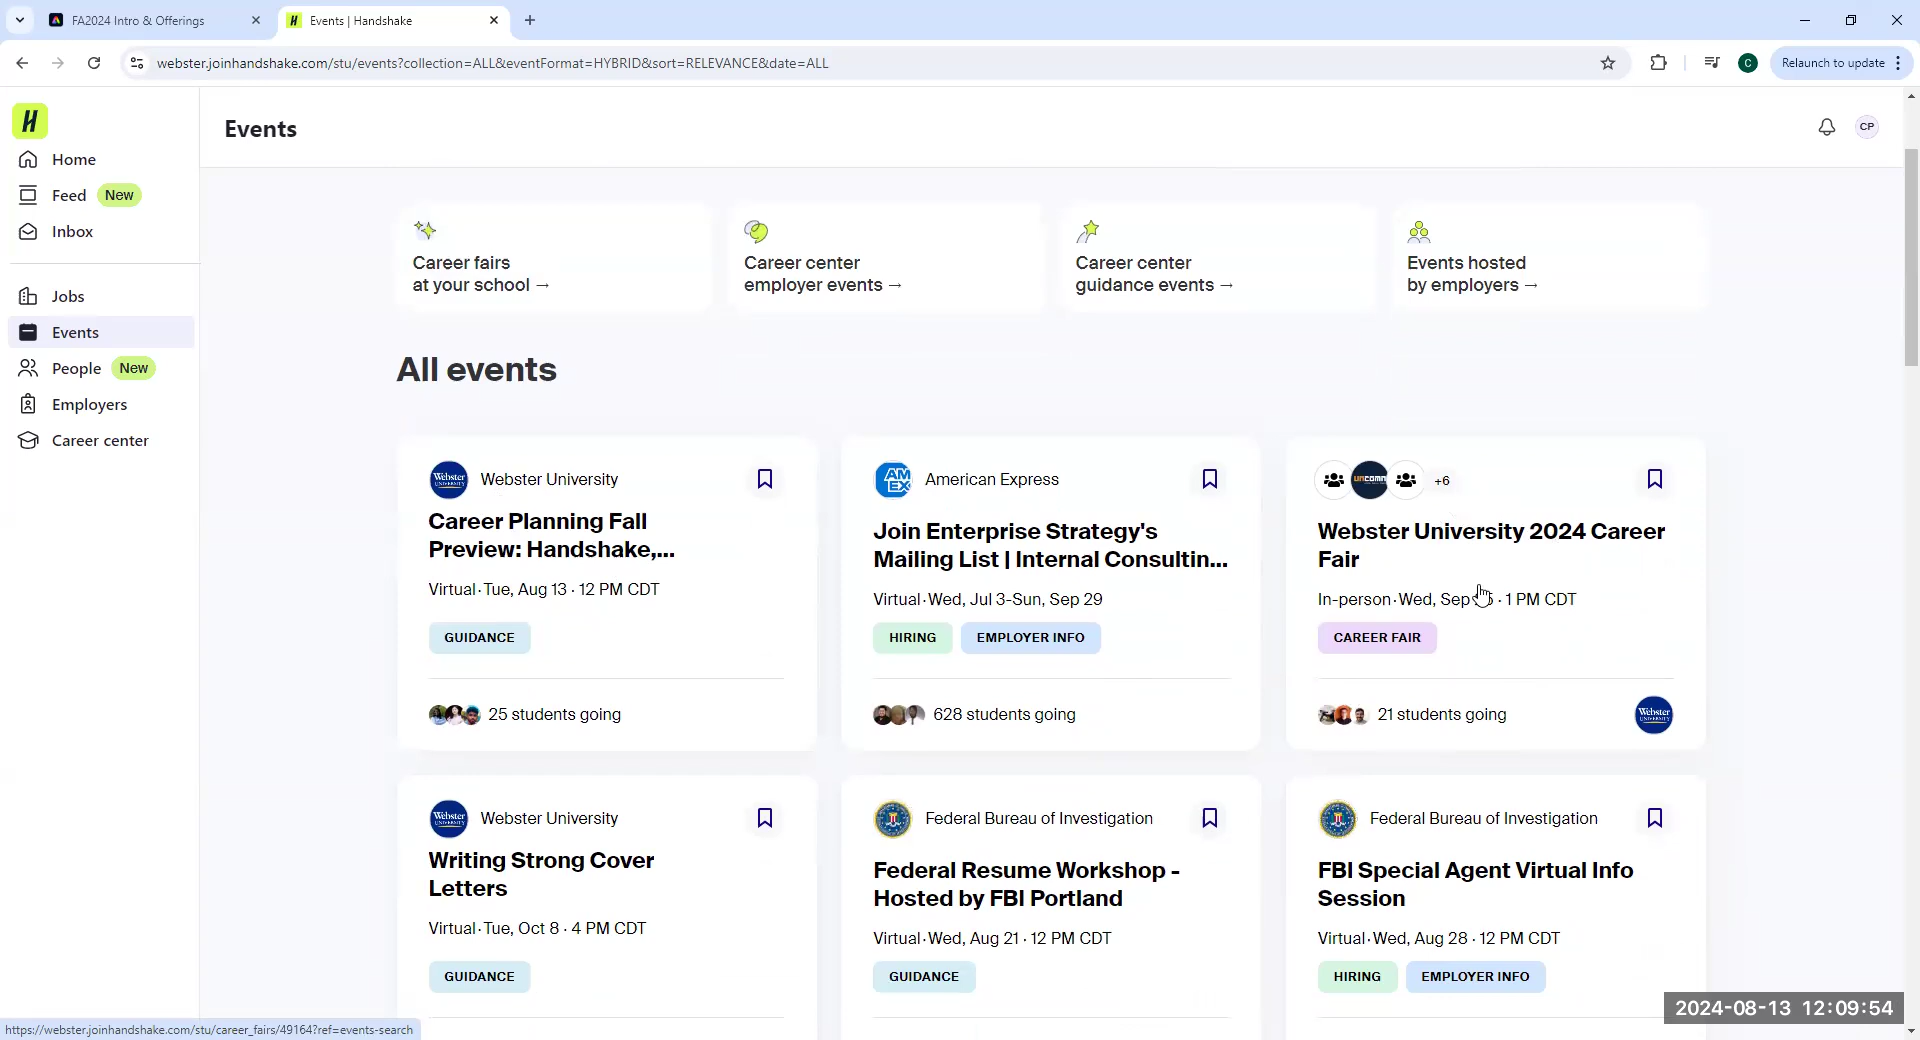 FA2024 Intro & Offerings
Events | Handshake
webster.joinhandshake.com/stu/events?collection=ALL&eventFormat=HYBRID&sort=RELEVANCE&date=ALL
C
Relaunch to update
H
Home
Feed New
Inbox
Jobs
Events
People New
Employers
Career center
Events
CP
Career fairs
at your school →
Career center
employer events →
Career center
guidance events →
Events hosted
by employers →
All events
Webster University
Career Planning Fall
Preview: Handshake,...
Virtual · Tue, Aug 13 · 12 PM CDT
GUIDANCE
25 students going
AM
EX
American Express
Join Enterprise Strategy's
Mailing List | Internal Consultin...
Virtual · Wed, Jul 3-Sun, Sep 29
HIRING EMPLOYER INFO
628 students going
+6
Webster University 2024 Career
Fair
In-person · Wed, Sep · 1 PM CDT
CAREER FAIR
21 students going
Webster
UNIVERSITY
Webster University
Writing Strong Cover
Letters
Virtual · Tue, Oct 8 · 4 PM CDT
GUIDANCE
Federal Bureau of Investigation
Federal Resume Workshop -
Hosted by FBI Portland
Virtual · Wed, Aug 21 · 12 PM CDT
GUIDANCE
Federal Bureau of Investigation
FBI Special Agent Virtual Info
Session
Virtual · Wed, Aug 28 · 12 PM CDT
HIRING EMPLOYER INFO
2024-08-13 12:09:54
https://webster.joinhandshake.com/stu/career_fairs/49164?ref=events-search